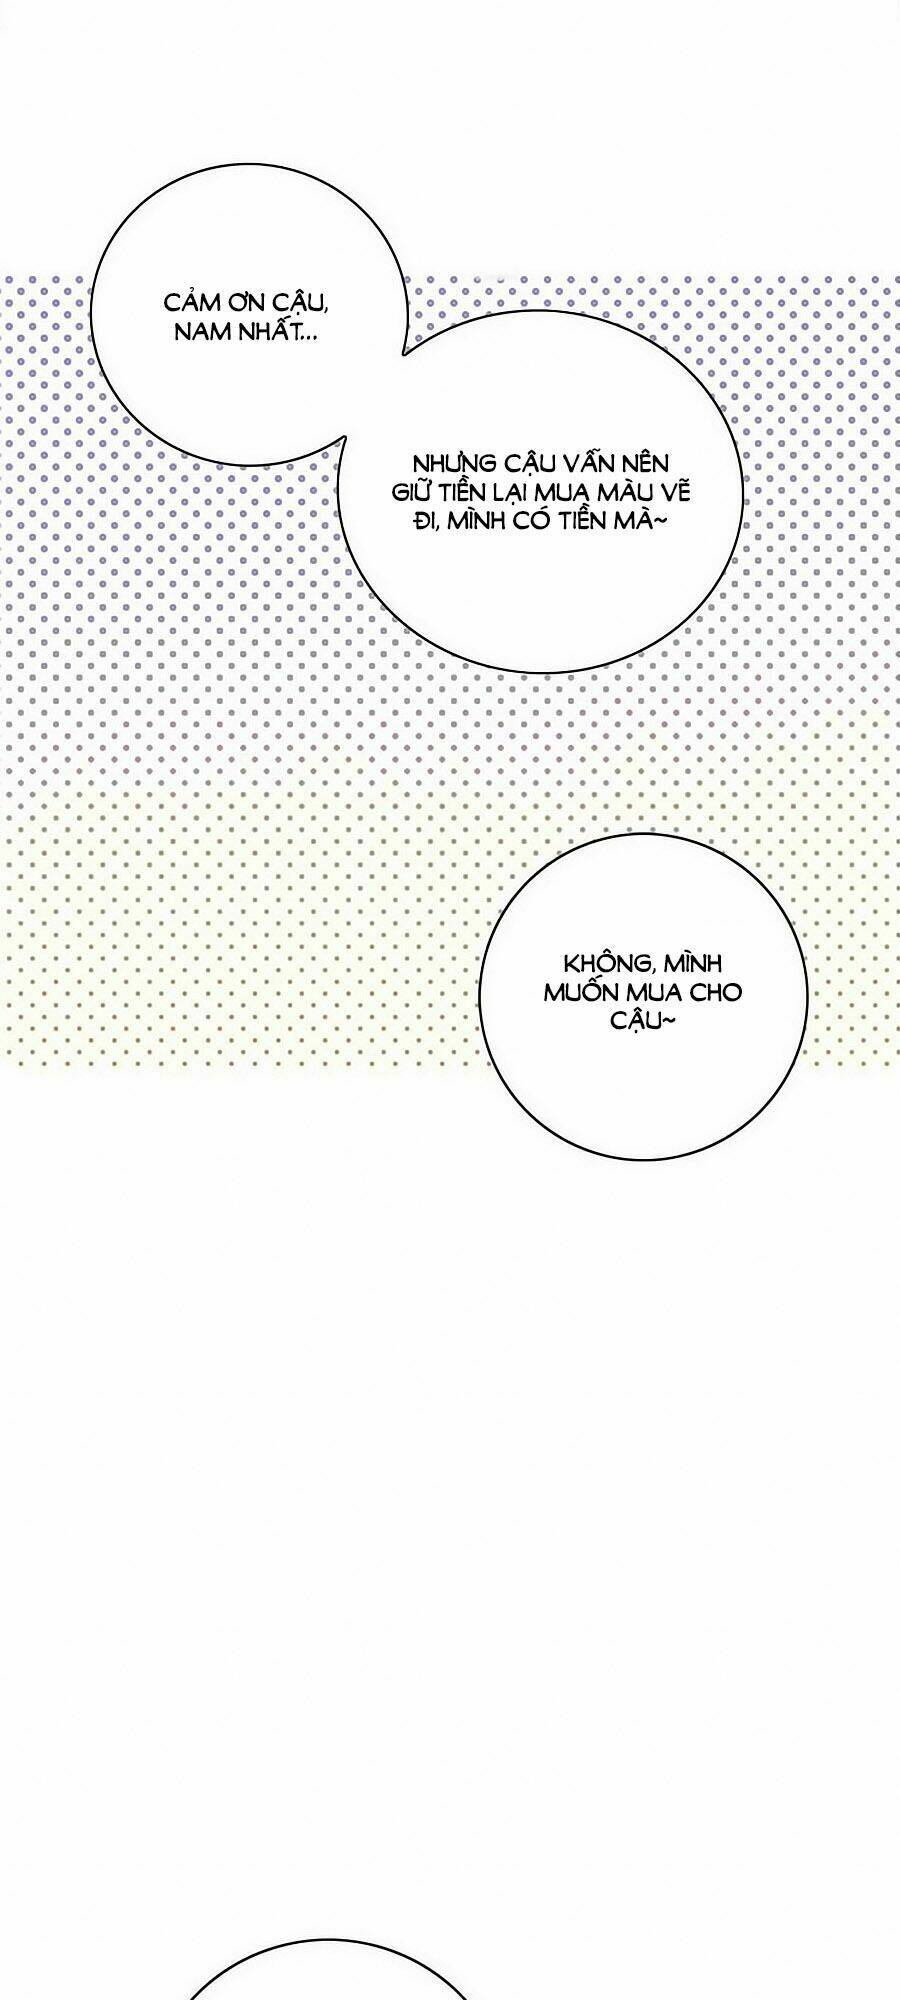 CẢM ƠN CẬU,
NAM NHẤT...
NHƯNG CẬU VẤN NÊN
GIỮ TIỀN LẠI MUA MÀU VẼ
ĐI, MÌNH CÓ TIỀN MÀ~
KHÔNG, MÌNH
MUỐN MUA CHO
CẬU~